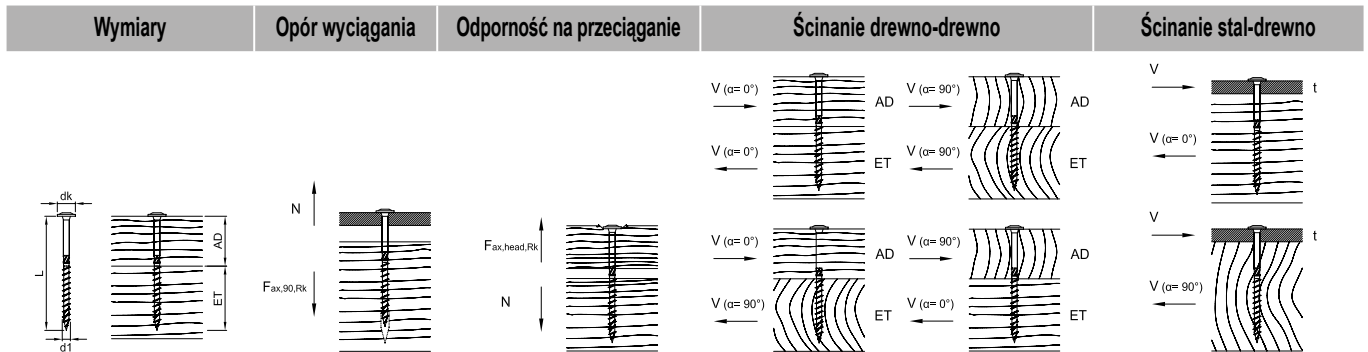 Wymiary
Opór wyciągania
Odporność na przeciąganie
Ścinanie drewno-drewno
Ścinanie stal-drewno
dk
L
d1
AD
ET
N
Fax,90,Rk
Fax,head,Rk
N
V (α= 0°)
AD
V (α= 0°)
ET
V (α= 90°)
AD
V (α= 90°)
ET
V (α= 0°)
AD
V (α= 90°)
ET
V (α= 90°)
AD
V (α= 0°)
ET
V
t
V (α= 0°)
V
t
V (α= 90°)